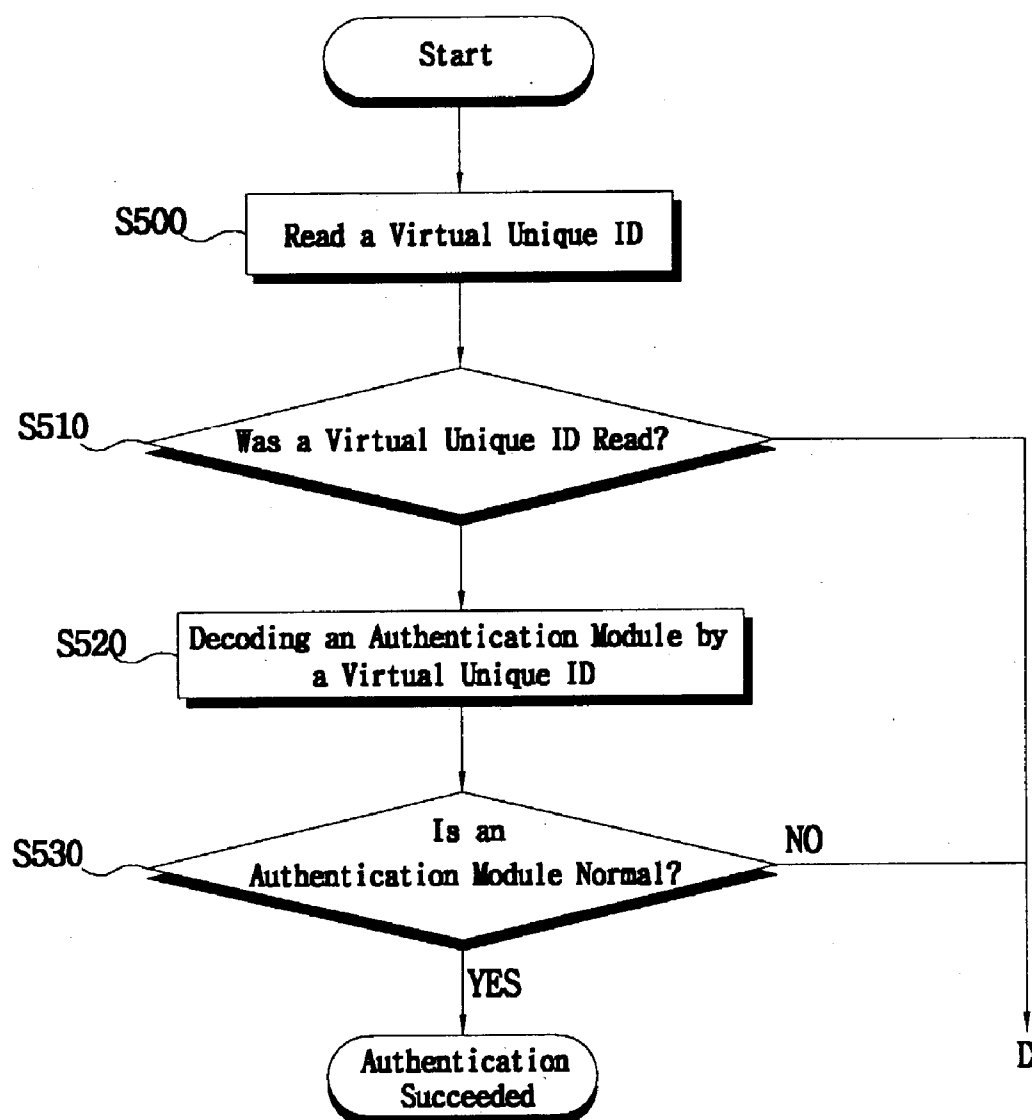 Start
S500
Read a Virtual Unique ID
S510
Was a Virtual Unique ID Read?
S520
Decoding an Authentication Module by
a Virtual Unique ID
S530
Is an
Authentication Module Normal?
NO
YES
Authentication
Succeeded
D